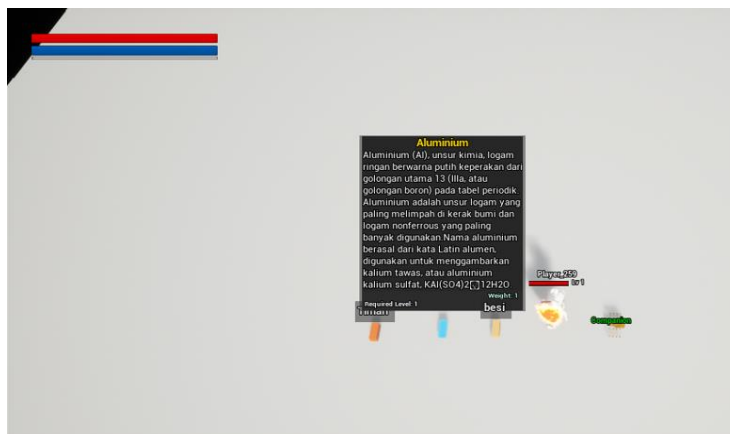 Aluminium
Aluminium (Al), unsur kimia, logam
ringan berwarna putih keperakan dari
golongan utama 13 (IIIa, atau
golongan boron) pada tabel periodik
Aluminium adalah unsur logam yang
paling melimpah di kerak bumi dan
logam nonferrous yang paling
banyak digunakan Nama aluminium
berasal dari kata Latin alumen,
digunakan untuk menggambarkan
kalium tawas, atau aluminium
kalium sulfat, KAl(SO4)2 12H2O
Weight: 1
Required Level: 1
besi
Player_259
Lv 1
Companion